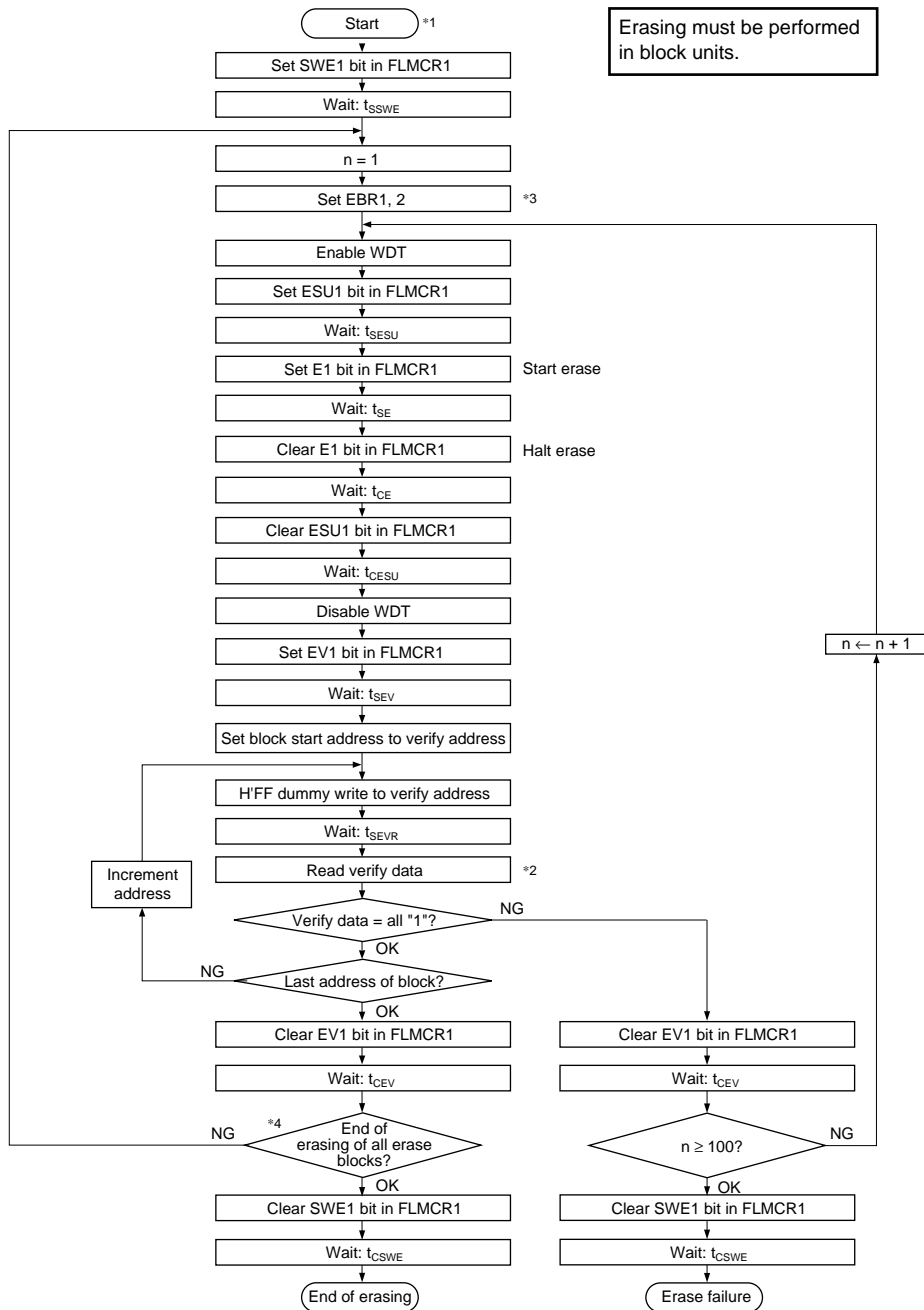 Start *1
Erasing must be performed
in block units.
Set SWE1 bit in FLMCR1
Wait: tSSWE
n = 1
Set EBR1, 2 *3
Enable WDT
Set ESU1 bit in FLMCR1
Wait: tSESU
Set E1 bit in FLMCR1 Start erase
Wait: tSE
Clear E1 bit in FLMCR1 Halt erase
Wait: tCE
Clear ESU1 bit in FLMCR1
Wait: tCESU
Disable WDT
n ← n + 1
Set EV1 bit in FLMCR1
Wait: tSEV
Set block start address to verify address
H'FF dummy write to verify address
Wait: tSEVR
Increment
address
Read verify data *2
Verify data = all "1"? NG
OK
NG Last address of block?
OK
Clear EV1 bit in FLMCR1 Clear EV1 bit in FLMCR1
Wait: tCEV Wait: tCEV
NG *4 End of
erasing of all erase
blocks?
n ≥ 100? NG
OK OK
Clear SWE1 bit in FLMCR1 Clear SWE1 bit in FLMCR1
Wait: tCSWE Wait: tCSWE
End of erasing Erase failure